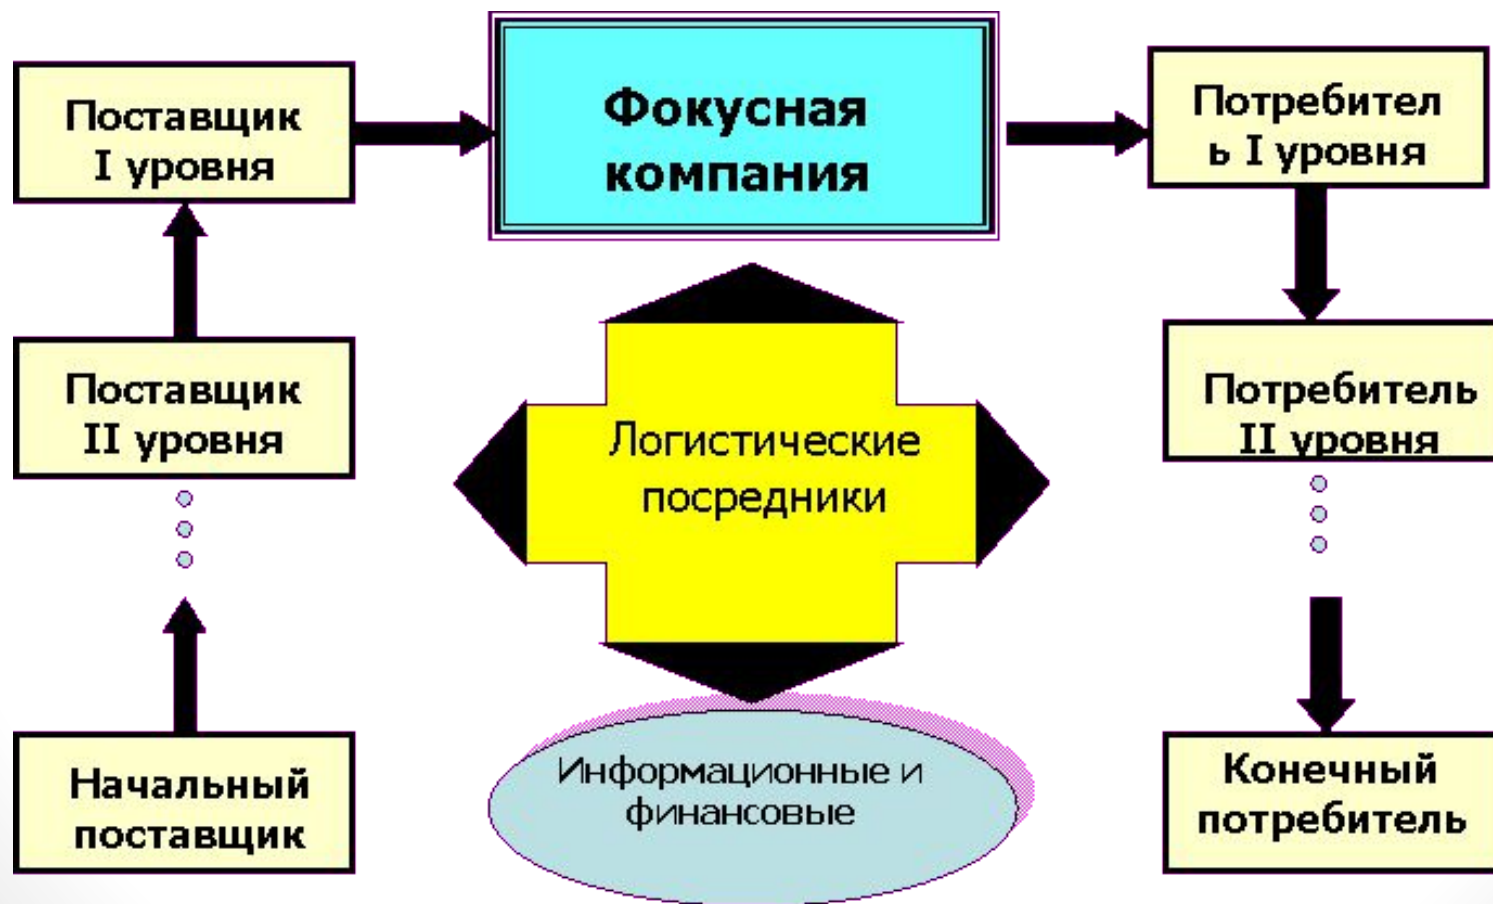 Поставщик
I уровня
Фокусная
компания
Потребител
ь I уровня
Поставщик
II уровня
Логистические
посредники
Потребитель
II уровня
Начальный
поставщик
Информационные и
финансовые
Конечный
потребитель